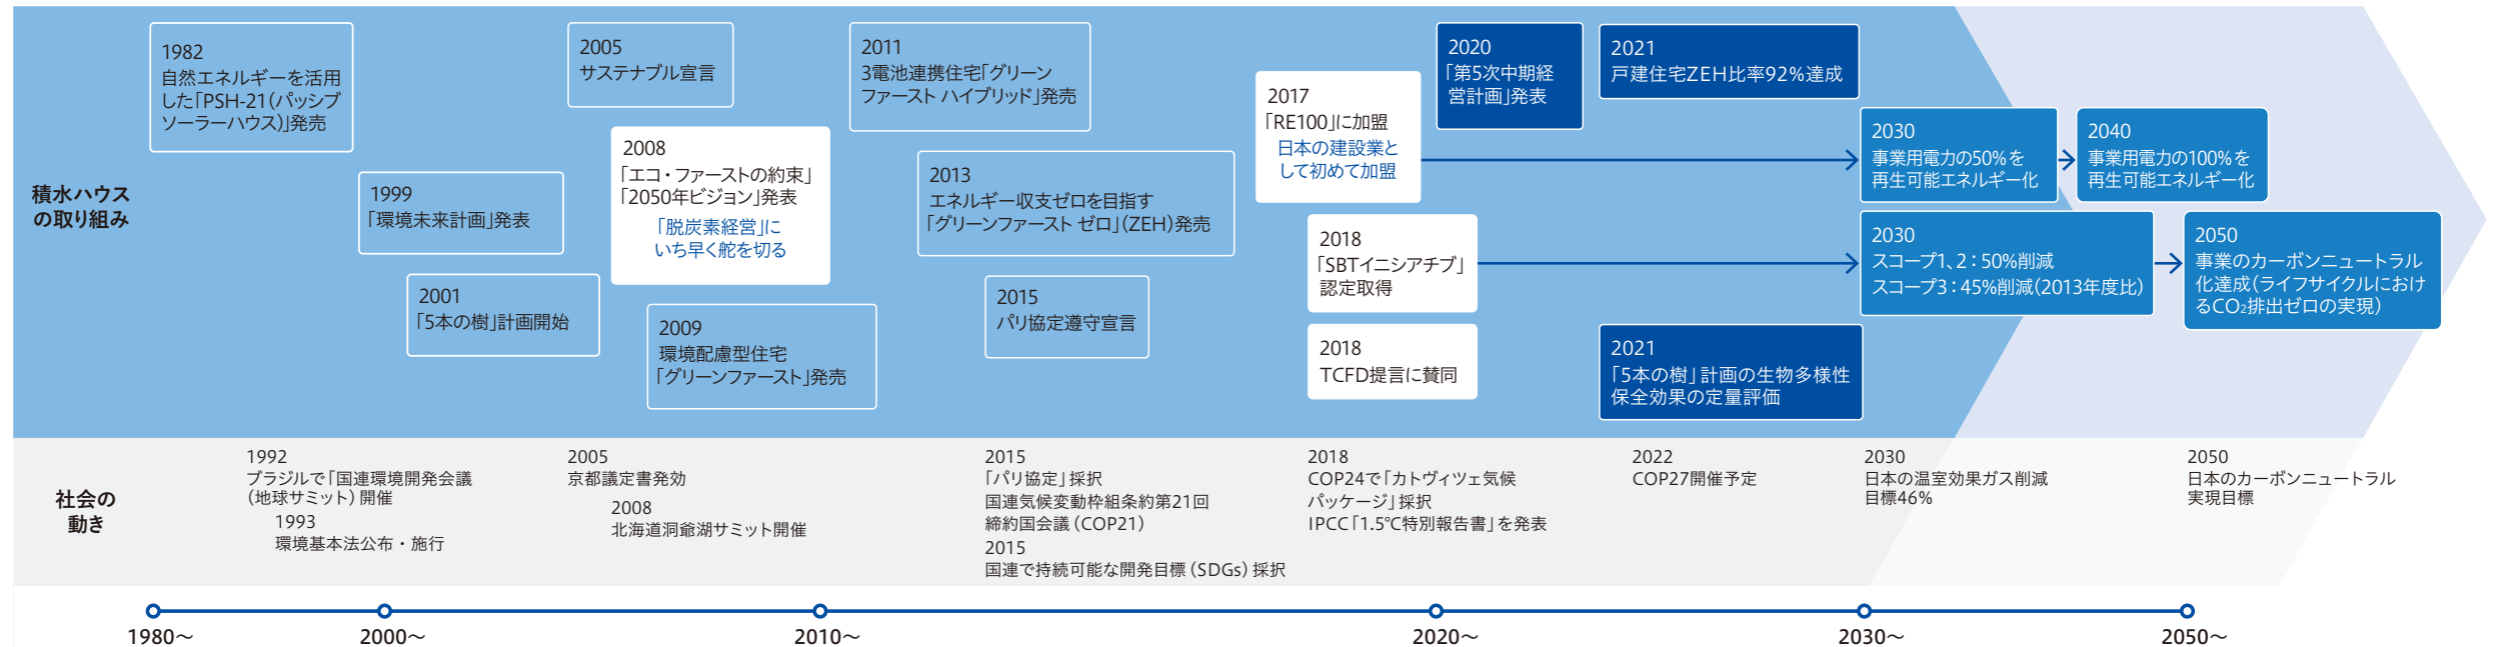 積水ハウス
の取り組み
1982
自然エネルギーを活用
した「PSH-21（パッシブ
ソーラーハウス）」発売
1999
「環境未来計画」発表
2001
「5本の樹」計画開始
2005
サステナブル宣言
2008
「エコ・ファーストの約束」
「2050年ビジョン」発表
「脱炭素経営」に
いち早く舵を切る
2009
環境配慮型住宅
「グリーンファースト」発売
2011
3電池連携住宅「グリーン
ファースト ハイブリッド」発売
2013
エネルギー収支ゼロを目指す
「グリーンファースト ゼロ」（ZEH）発売
2015
パリ協定遵守宣言
2017
「RE100」に加盟
日本の建設業と
して初めて加盟
2018
「SBTイニシアチブ」
認定取得
2018
TCFD提言に賛同
2020
「第5次中期経
営計画」発表
2021
戸建住宅ZEH比率92%達成
2021
「5本の樹」計画の生物多様性
保全効果の定量評価
2030
事業用電力の50%を
再生可能エネルギー化
2040
事業用電力の100%を
再生可能エネルギー化
2030
スコープ1、2：50%削減
スコープ3：45%削減（2013年度比）
2050
事業のカーボンニュートラル
化達成（ライフサイクルにおけ
るCO₂排出ゼロの実現）
社会の
動き
1992
ブラジルで「国連環境開発会議
（地球サミット）開催
1993
環境基本法公布・施行
2005
京都議定書発効
2008
北海道洞爺湖サミット開催
2015
「パリ協定」採択
国連気候変動枠組条約第21回
締約国会議（COP21）
2015
国連で持続可能な開発目標（SDGs）採択
2018
COP24で「カトヴィツェ気候
パッケージ」採択
IPCC「1.5℃特別報告書」を発表
2022
COP27開催予定
2030
日本の温室効果ガス削減
目標46%
2050
日本のカーボンニュートラル
実現目標
1980〜
2000〜
2010〜
2020〜
2030〜
2050〜